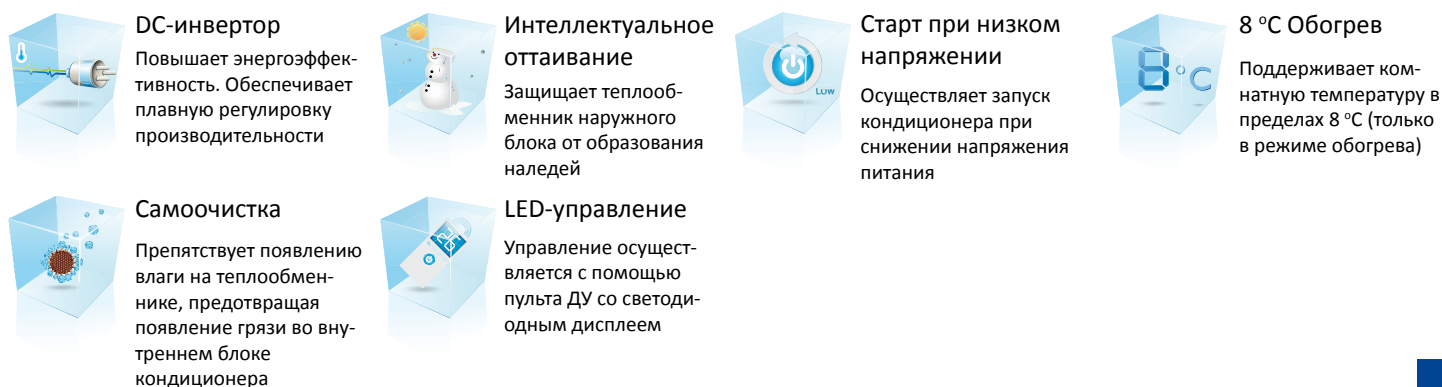 DC-инвертор
Повышает энергоэффек-
тивность. Обеспечивает
плавную регулировку
производительности
Интеллектуальное
оттаивание
Защищает теплооб-
менник наружного
блока от образования
наледей
Старт при низком
напряжении
Осуществляет запуск
кондиционера при
снижении напряжения
питания
LOW
8 °C Обогрев
Поддерживает ком-
натную температуру в
пределах 8 °C (только
в режиме обогрева)
8°C
Самоочистка
Препятствует появлению
влаги на теплообмен-
нике, предотвращая
появление грязи во вну-
треннем блоке
кондиционера
LED-управление
Управление осущест-
вляется с помощью
пульта ДУ со светоди-
одным дисплеем
26